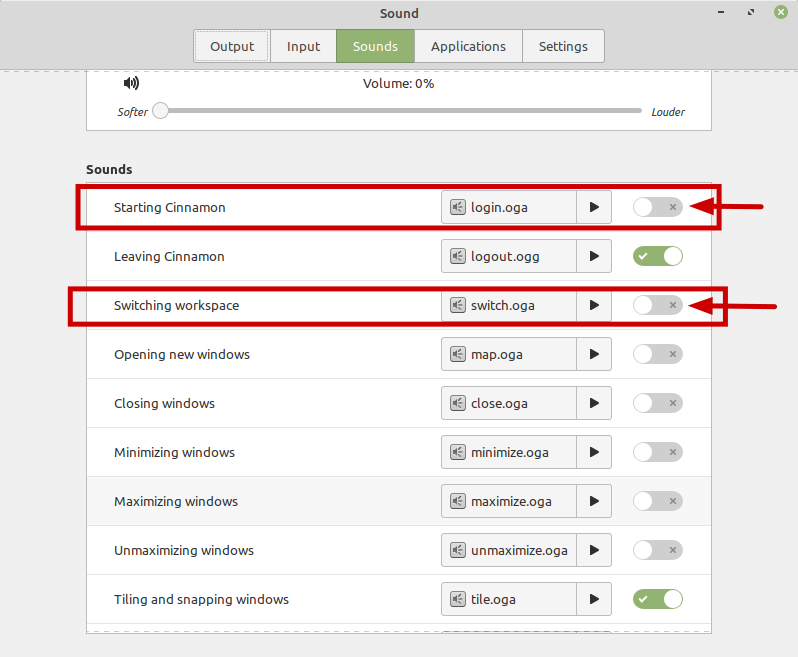 Sound
Output Input Sounds Applications Settings
Volume: 0%
Softer Louder
Sounds
Starting Cinnamon login.oga
Leaving Cinnamon logout.ogg
Switching workspace switch.oga
Opening new windows map.oga
Closing windows close.oga
Minimizing windows minimize.oga
Maximizing windows maximize.oga
Unmaximizing windows unmaximize.oga
Tiling and snapping windows tile.oga